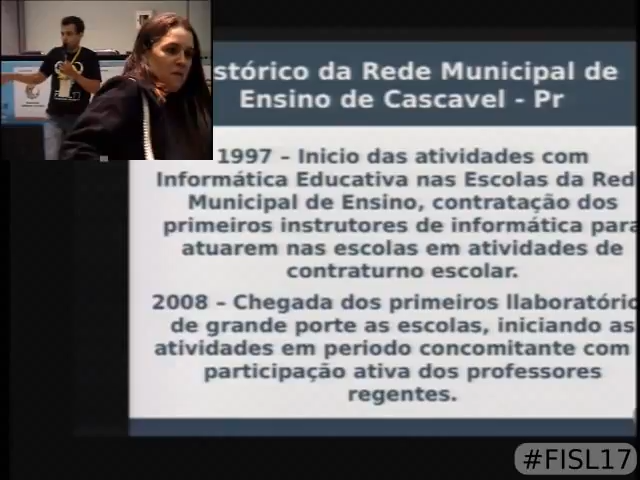 stórico da Rede Municipal de
Ensino de Cascavel - Pr
1997 – Inicio das atividades com
Informática Educativa nas Escolas da Red
Municipal de Ensino, contratação dos
primeiros instrutores de informática para
atuarem nas escolas em atividades de
contraturno escolar.
2008 – Chegada dos primeiros llaboratório
de grande porte as escolas, iniciando as
atividades em periodo concomitante com
participação ativa dos professores
regentes.
#FISL17